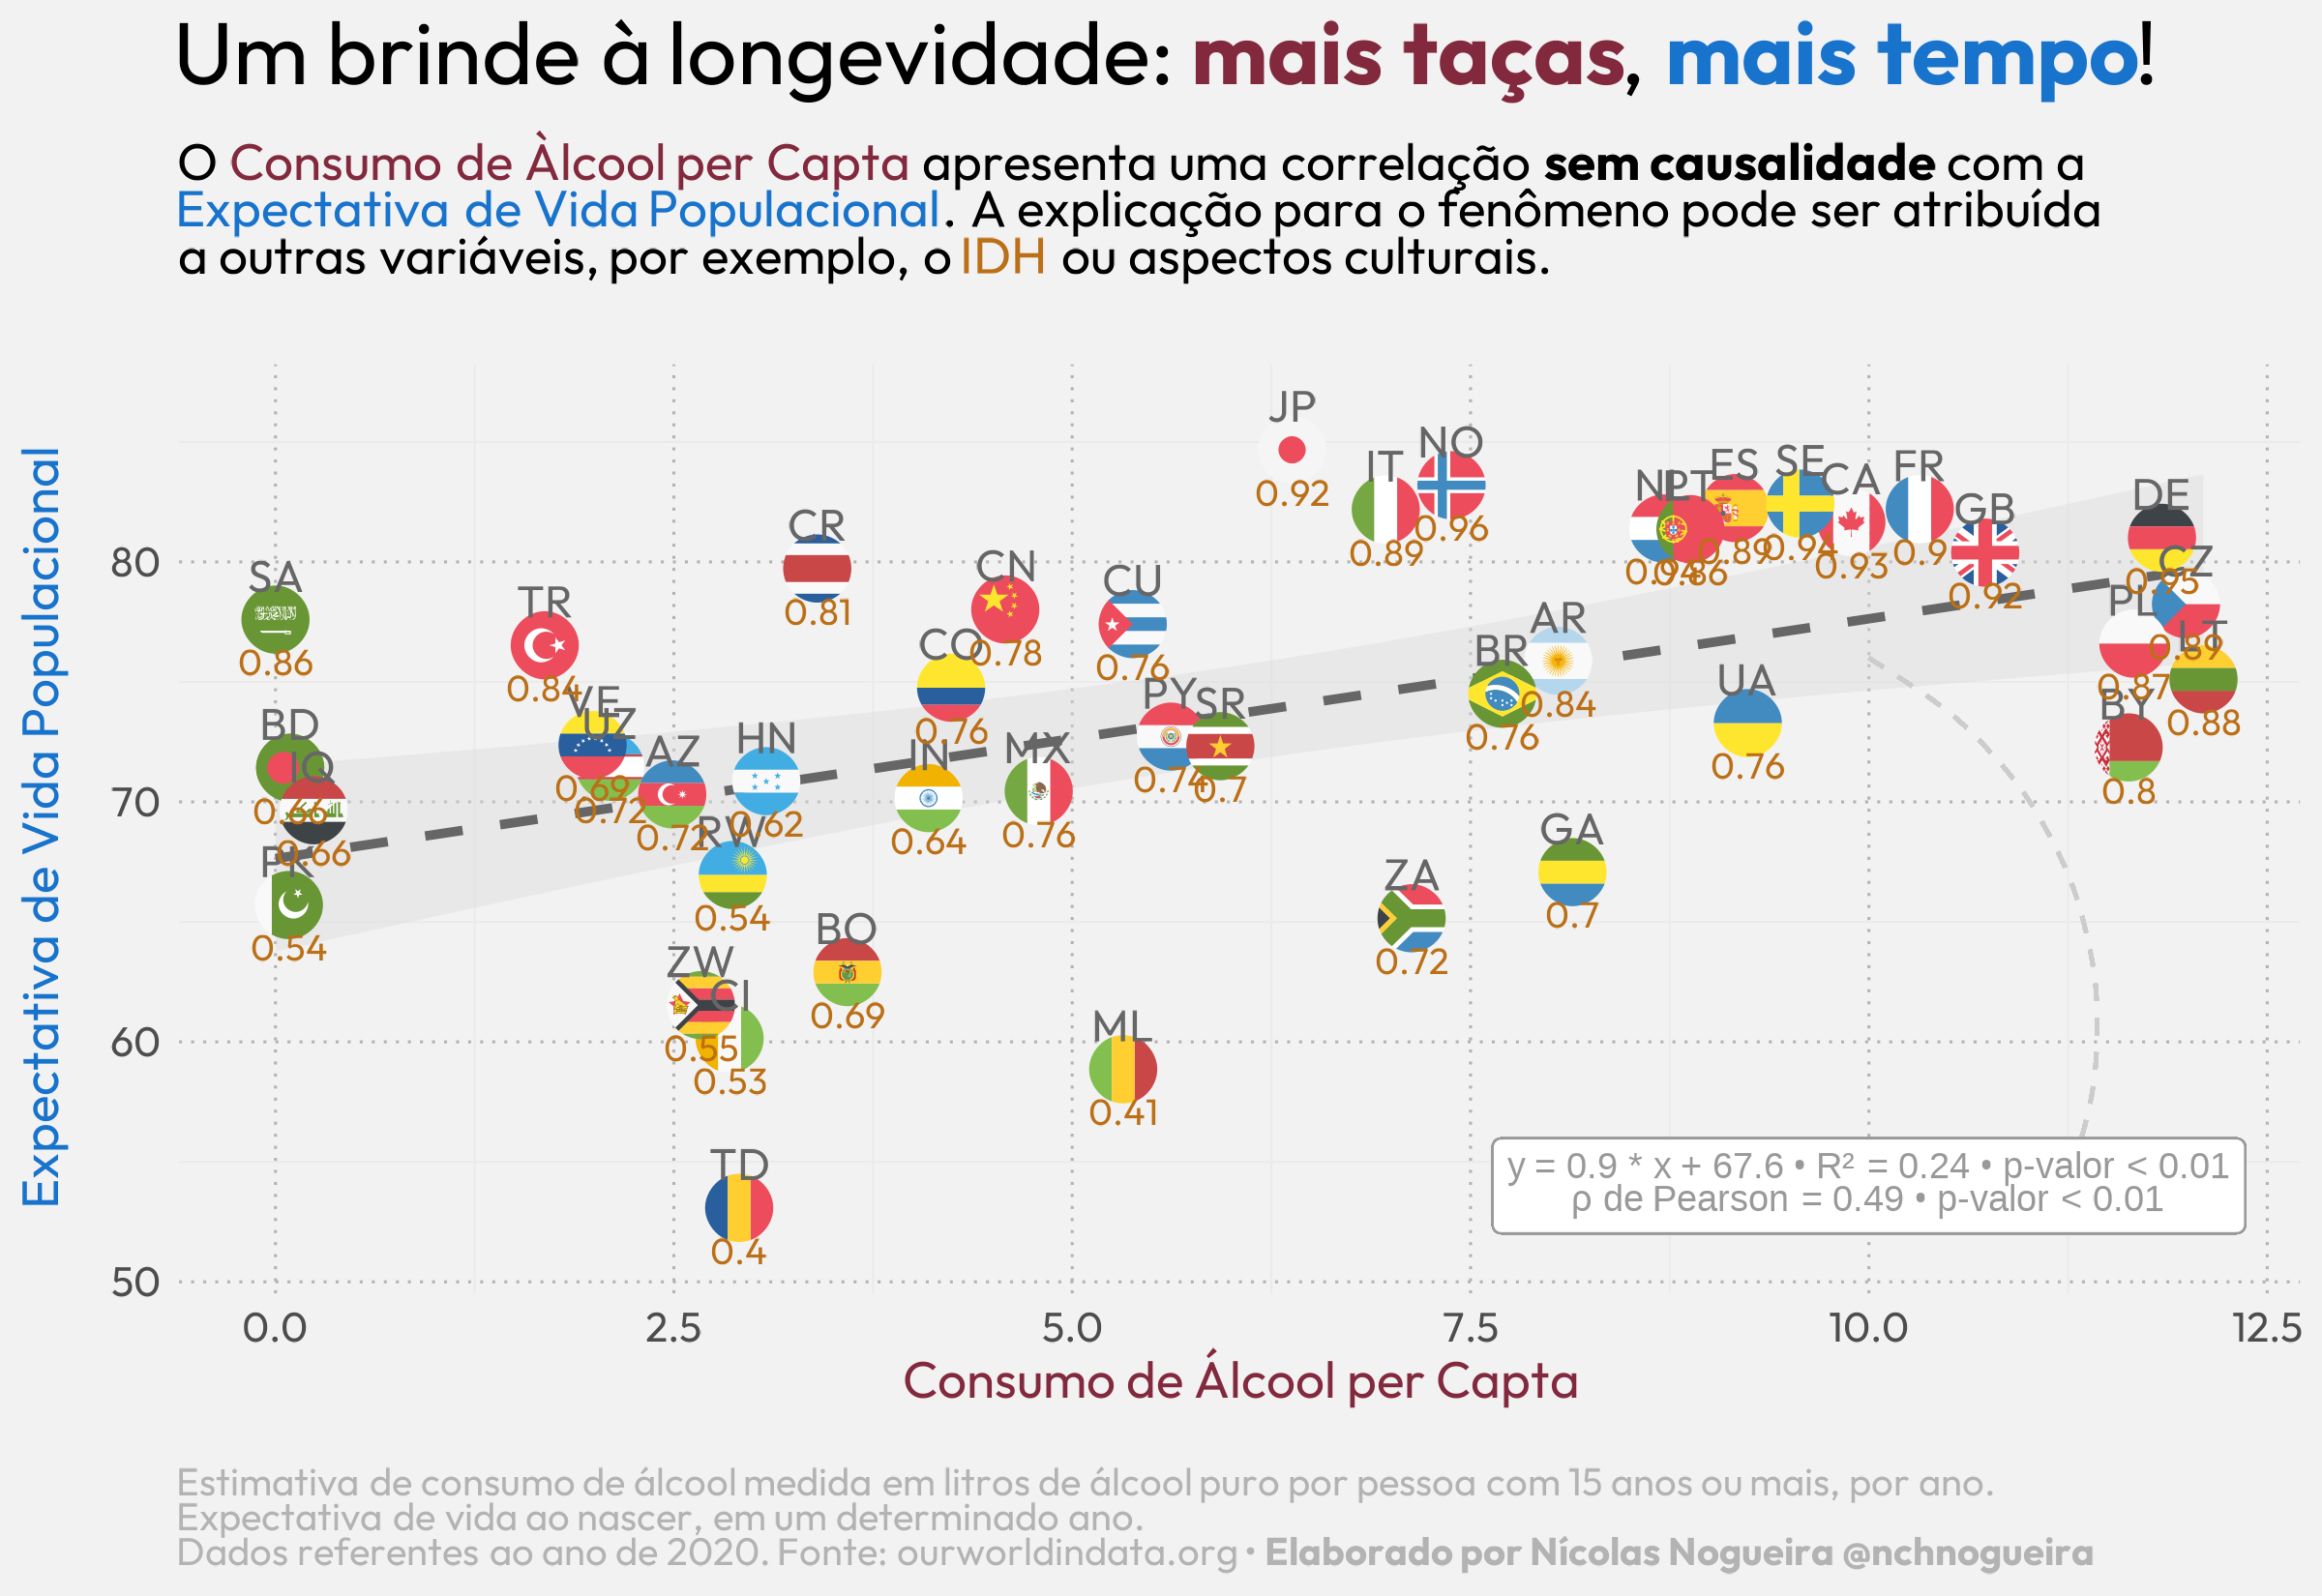 Um brinde à longevidade: mais taças, mais tempo!
O Consumo de Àlcool per Capta apresenta uma correlação sem causalidade com a
Expectativa de Vida Populacional. A explicação para o fenômeno pode ser atribuída
a outras variáveis, por exemplo, o IDH ou aspectos culturais.
Expectativa de Vida Populacional
80
70
60
50
JP
0.92
IT
0.89
NO
0.96
NL
0.94
PT
0.86
ES
0.89
SE
0.94
CA
0.93
FR
0.9
GB
0.92
DE
0.95
CZ
0.89
PL
0.87
LT
0.88
BY
0.8
CR
0.81
SA
0.86
TR
0.84
CN
0.78
CU
0.76
CO
0.76
VE
0.69
UZ
0.72
AZ
0.72
HN
0.62
IN
0.64
MX
0.76
PY
0.74
SR
0.7
BR
0.76
AR
0.84
UA
0.76
BD
0.66
IQ
0.66
PK
0.54
RW
0.54
BO
0.69
ZW
0.55
CI
0.53
ML
0.41
TD
0.4
ZA
0.72
GA
0.7
y = 0.9 * x + 67.6 • R² = 0.24 • p-valor < 0.01
ρ de Pearson = 0.49 • p-valor < 0.01
0.0 2.5 5.0 7.5 10.0 12.5
Consumo de Álcool per Capta
Estimativa de consumo de álcool medida em litros de álcool puro por pessoa com 15 anos ou mais, por ano.
Expectativa de vida ao nascer, em um determinado ano.
Dados referentes ao ano de 2020. Fonte: ourworldindata.org • Elaborado por Nícolas Nogueira @nchnogueira